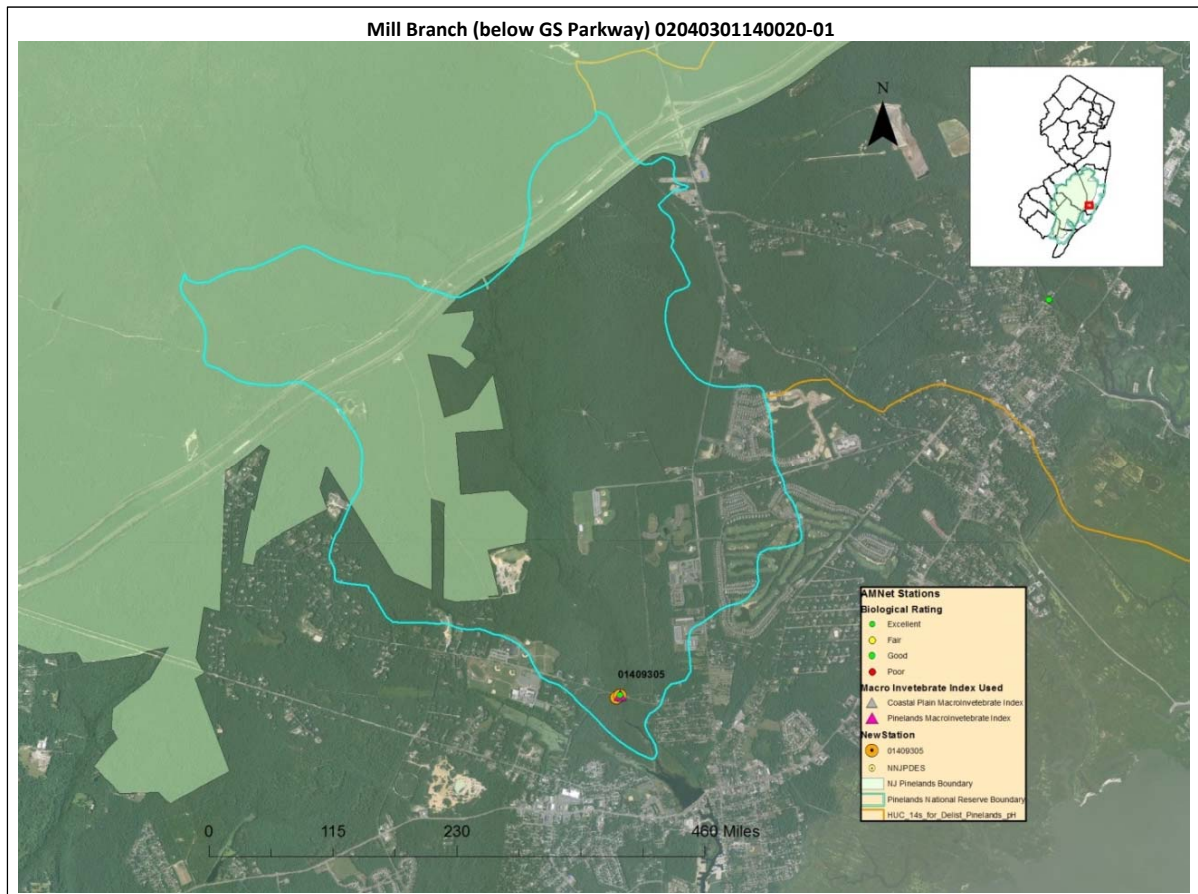 Mill Branch (below GS Parkway) 02040301140020-01
N
01409305
AMNet Stations
Biological Rating
Excellent
Fair
Good
Poor
Macro Invetebrate Index Used
Coastal Plain MacroInvetebrate Index
Pinelands MacroInvetebrate Index
NewStation
01409305
NNJPDES
NJ Pinelands Boundary
Pinelands National Reserve Boundary
HUC_14s_for_Delist_Pinelands_pH
0 115 230 460 Miles